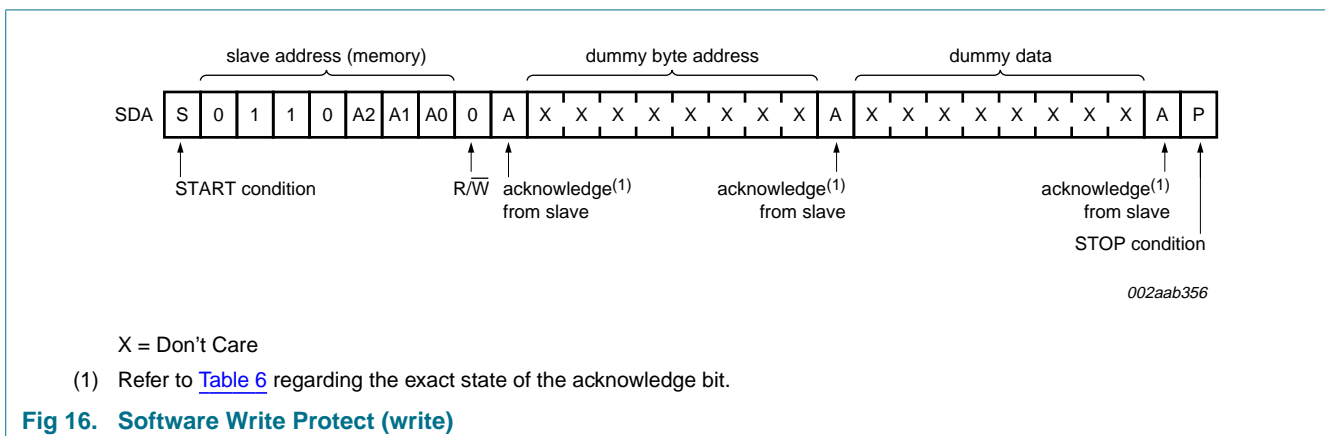 slave address (memory) dummy byte address dummy data
SDA S 0 1 1 0 A2 A1 A0 0 A X X X X X X X X A X X X X X X X X A P
START condition R/W̅ acknowledge(1) acknowledge(1) acknowledge(1)
from slave from slave from slave
STOP condition
002aab356
X = Don't Care
(1) Refer to Table 6 regarding the exact state of the acknowledge bit.
Fig 16. Software Write Protect (write)